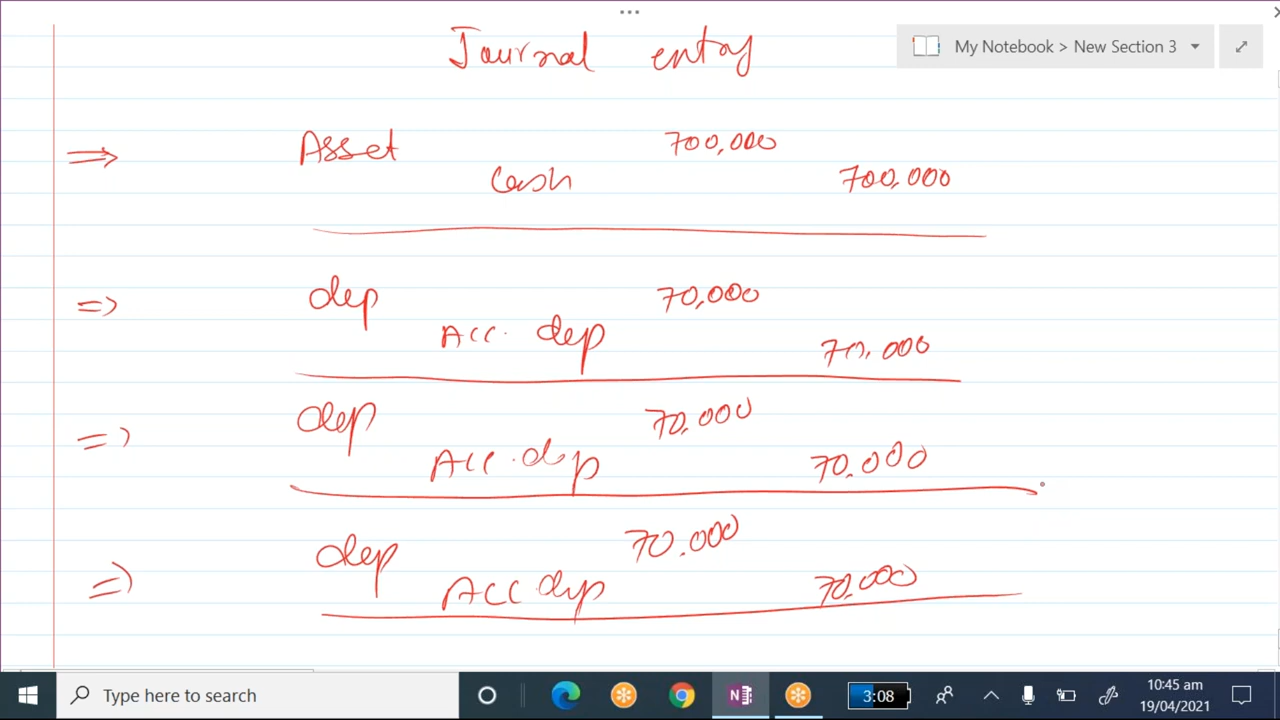 ...
Journal entry
My Notebook > New Section 3
=> Asset 700,000
Cash 700,000
=> dep 70,000
Acc. dep 70,000
=> dep 70,000
Acc. dep 70,000
=> dep 70.000
Acc dep 70,000
Type here to search
3:08
10:45 am
19/04/2021